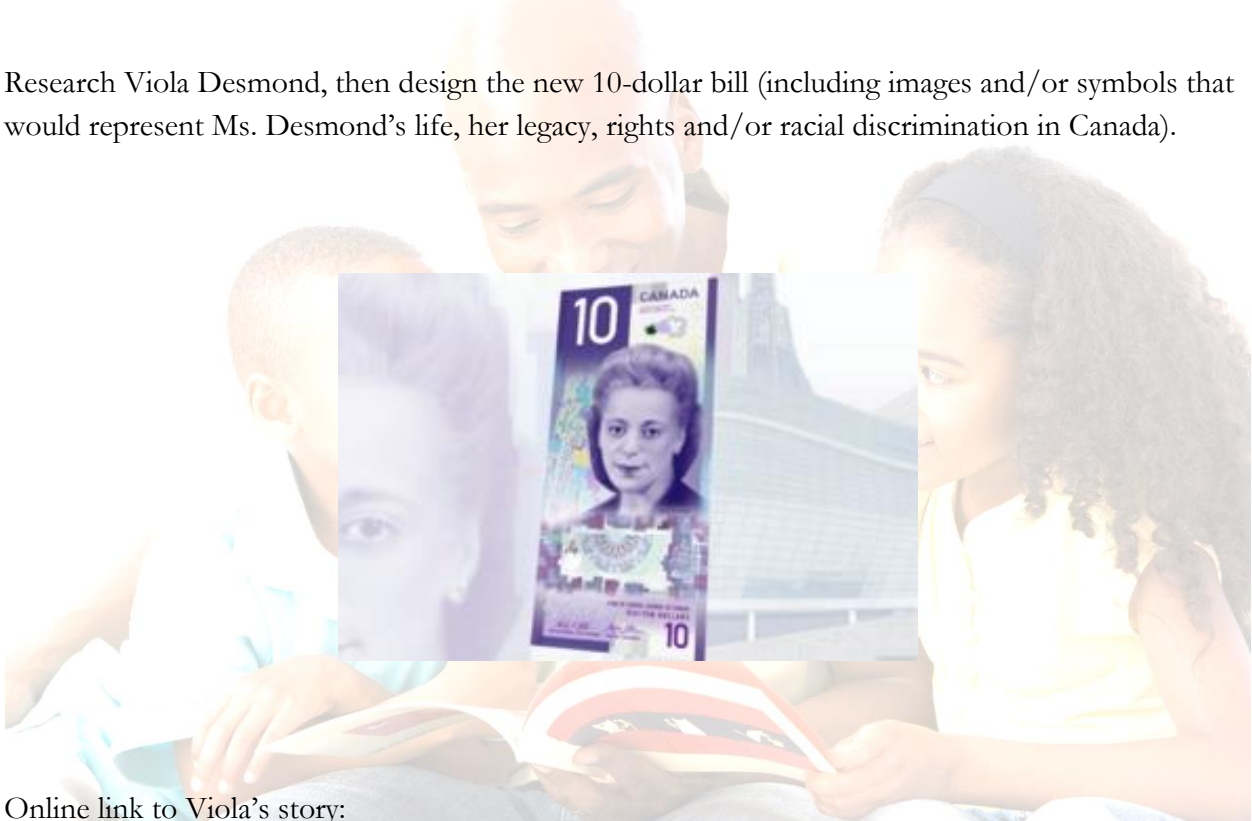 Research Viola Desmond, then design the new 10-dollar bill (including images and/or symbols that
would represent Ms. Desmond's life, her legacy, rights and/or racial discrimination in Canada).
10
CANADA
10
Online link to Viola's story: